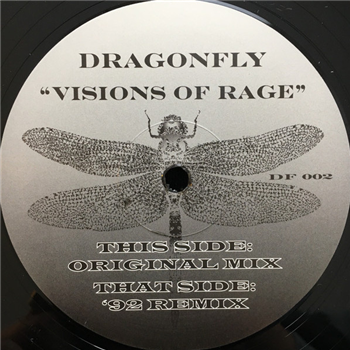 DRAGONFLY
“VISIONS OF RAGE”
DF 002
THIS SIDE:
ORIGINAL MIX
THAT SIDE:
‘92 REMIX